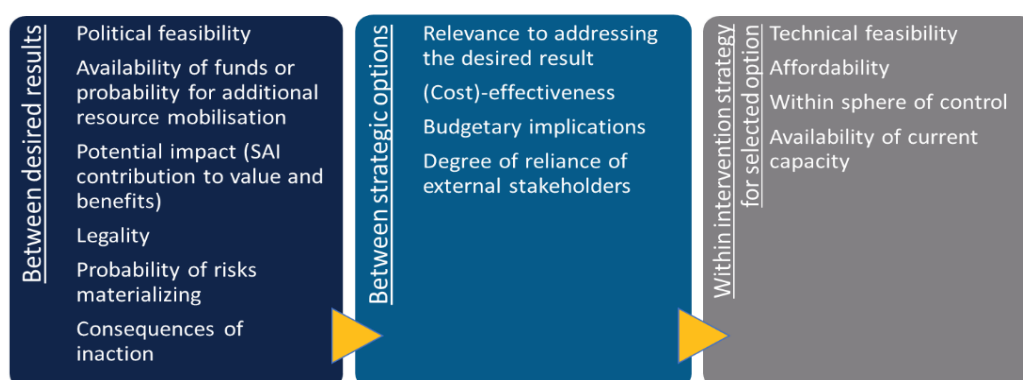 Between desired results
Political feasibility
Availability of funds or
probability for additional
resource mobilisation
Potential impact (SAI
contribution to value and
benefits)
Legality
Probability of risks
materializing
Consequences of
inaction
Between strategic options
Relevance to addressing
the desired result
(Cost)-effectiveness
Budgetary implications
Degree of reliance of
external stakeholders
Within intervention strategy
for selected option
Technical feasibility
Affordability
Within sphere of control
Availability of current
capacity